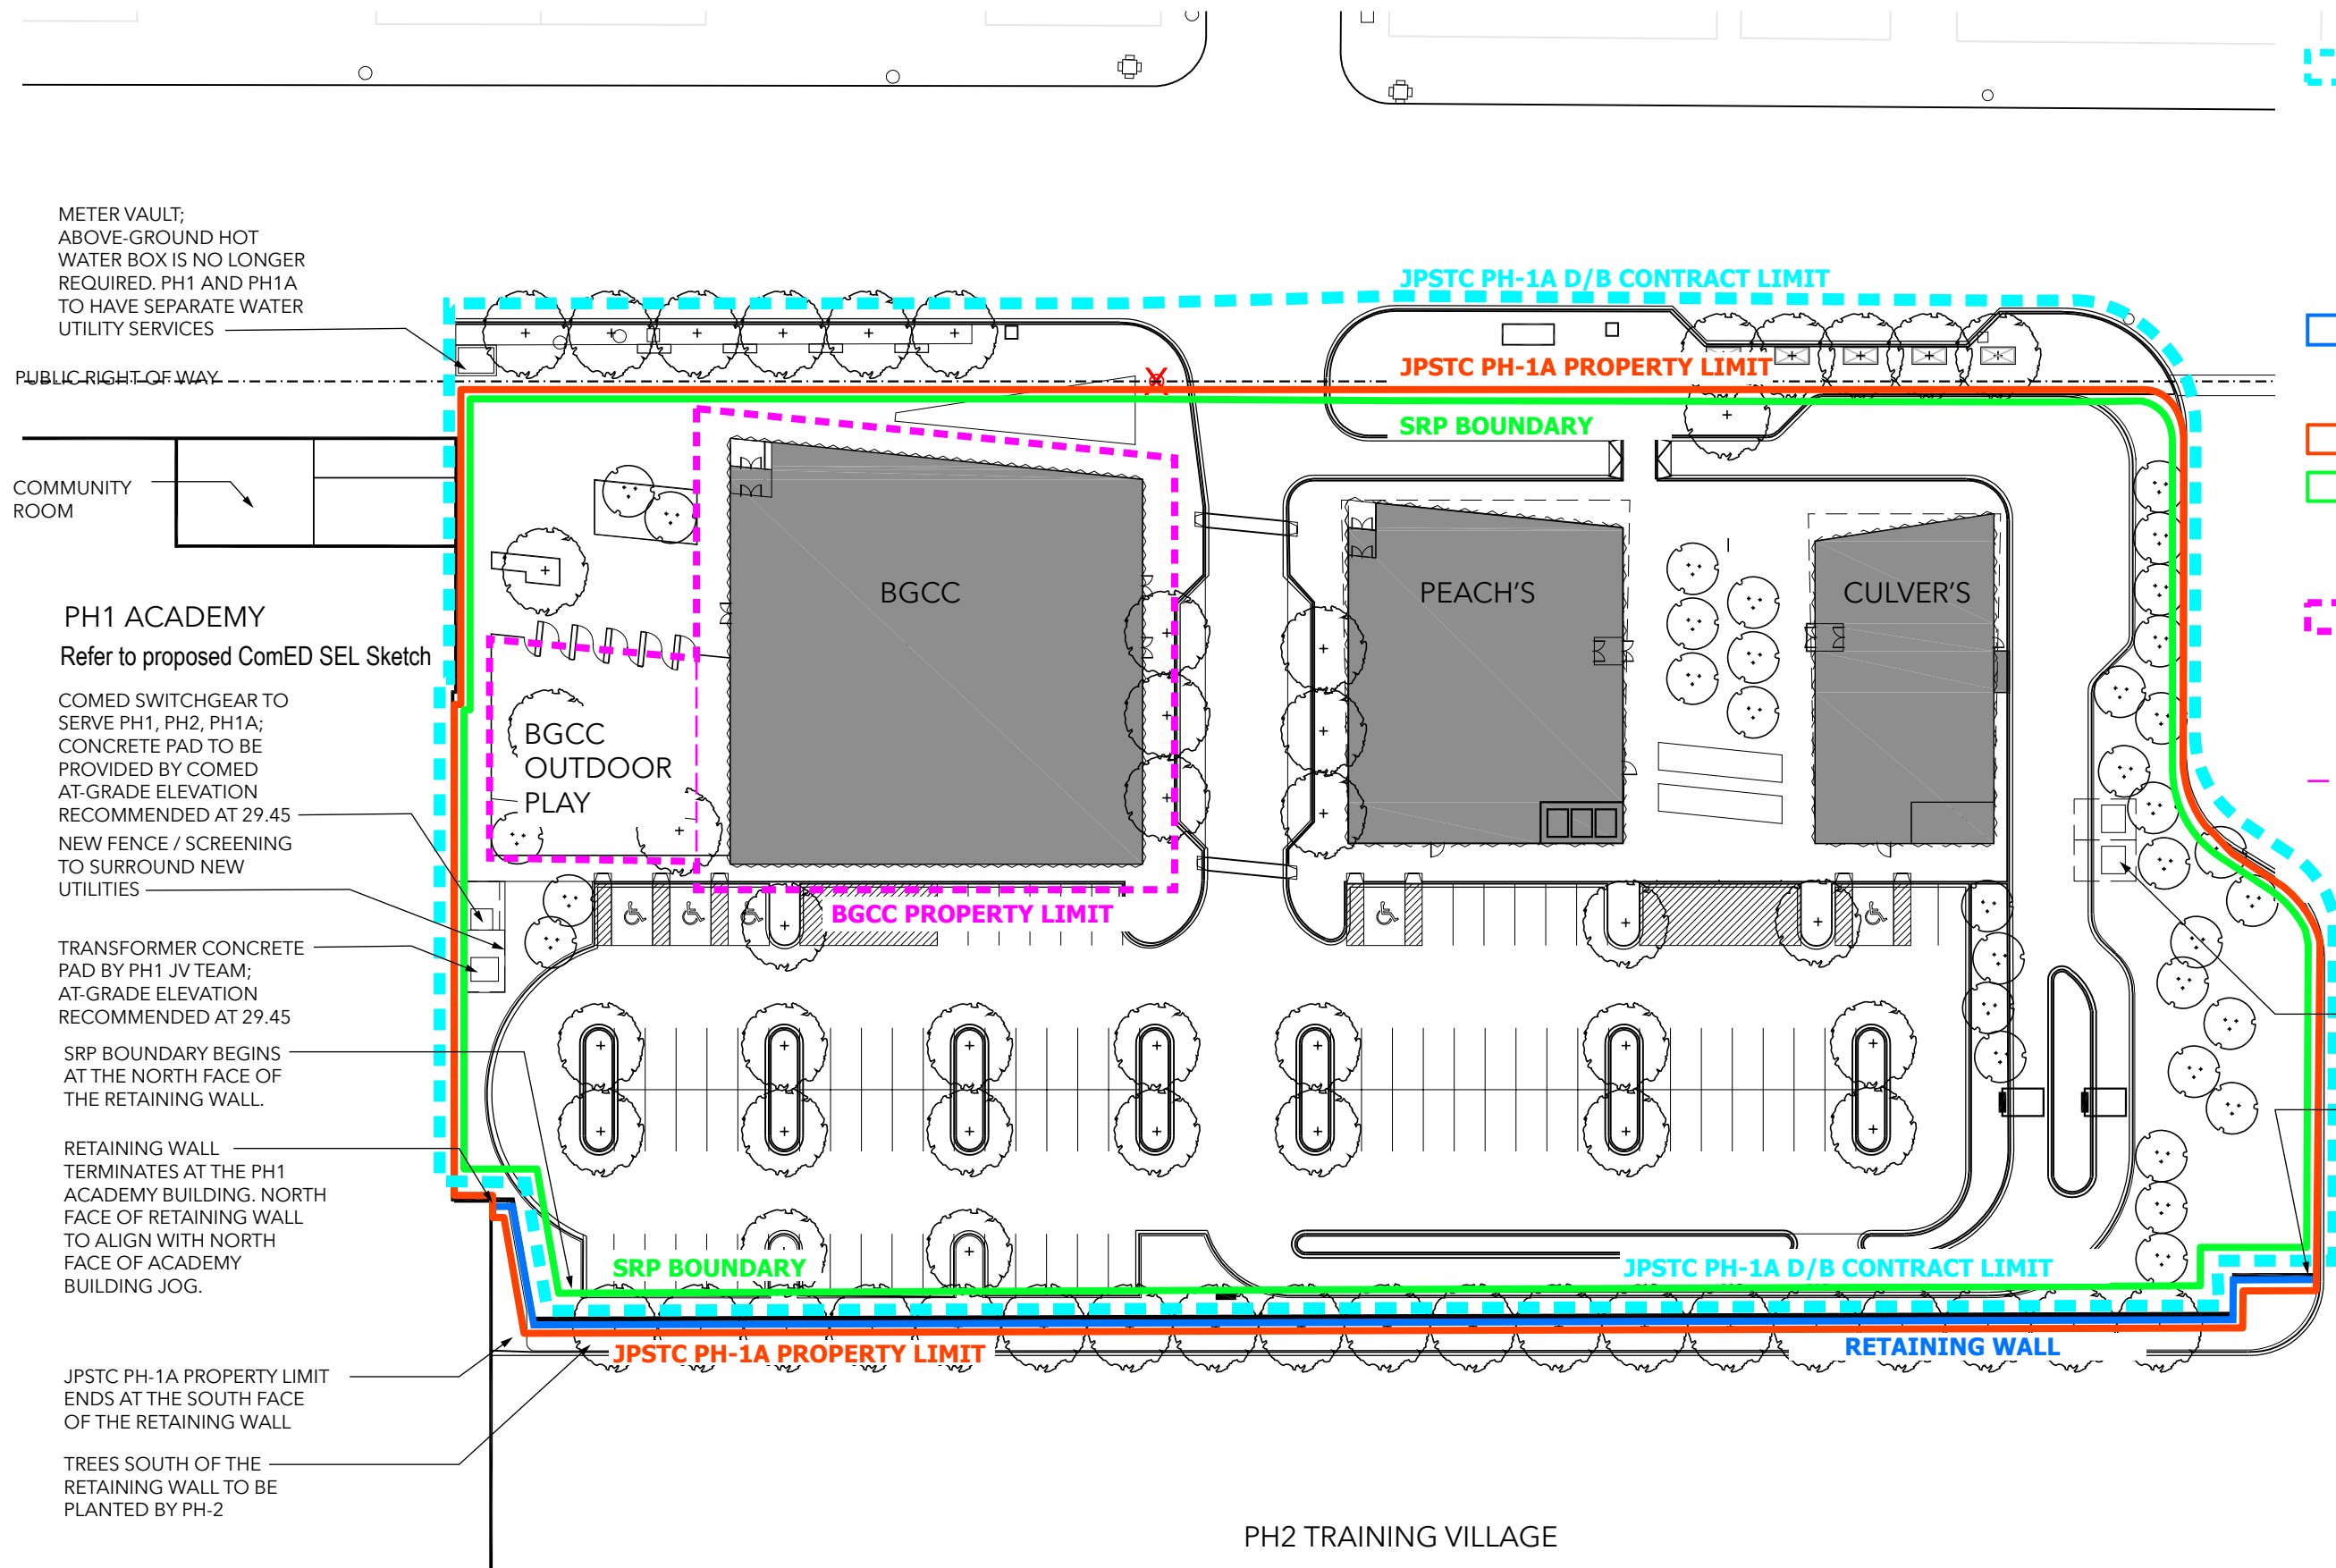 METER VAULT;
ABOVE-GROUND HOT
WATER BOX IS NO LONGER
REQUIRED. PH1 AND PH1A
TO HAVE SEPARATE WATER
UTILITY SERVICES
JPSTC PH-1A D/B CONTRACT LIMIT
PUBLIC RIGHT OF WAY
JPSTC PH-1A PROPERTY LIMIT
SRP BOUNDARY
COMMUNITY
ROOM
BGCC
PEACH'S
CULVER'S
PH1 ACADEMY
Refer to proposed ComED SEL Sketch
COMED SWITCHGEAR TO
SERVE PH1, PH2, PH1A;
CONCRETE PAD TO BE
PROVIDED BY COMED
AT-GRADE ELEVATION
RECOMMENDED AT 29.45
BGCC
OUTDOOR
PLAY
NEW FENCE / SCREENING
TO SURROUND NEW
UTILITIES
BGCC PROPERTY LIMIT
TRANSFORMER CONCRETE
PAD BY PH1 JV TEAM;
AT-GRADE ELEVATION
RECOMMENDED AT 29.45
SRP BOUNDARY BEGINS
AT THE NORTH FACE OF
THE RETAINING WALL.
RETAINING WALL
TERMINATES AT THE PH1
ACADEMY BUILDING. NORTH
FACE OF RETAINING WALL
TO ALIGN WITH NORTH
FACE OF ACADEMY
BUILDING JOG.
SRP BOUNDARY
JPSTC PH-1A D/B CONTRACT LIMIT
JPSTC PH-1A PROPERTY LIMIT
RETAINING WALL
JPSTC PH-1A PROPERTY LIMIT
ENDS AT THE SOUTH FACE
OF THE RETAINING WALL
TREES SOUTH OF THE
RETAINING WALL TO BE
PLANTED BY PH-2
PH2 TRAINING VILLAGE